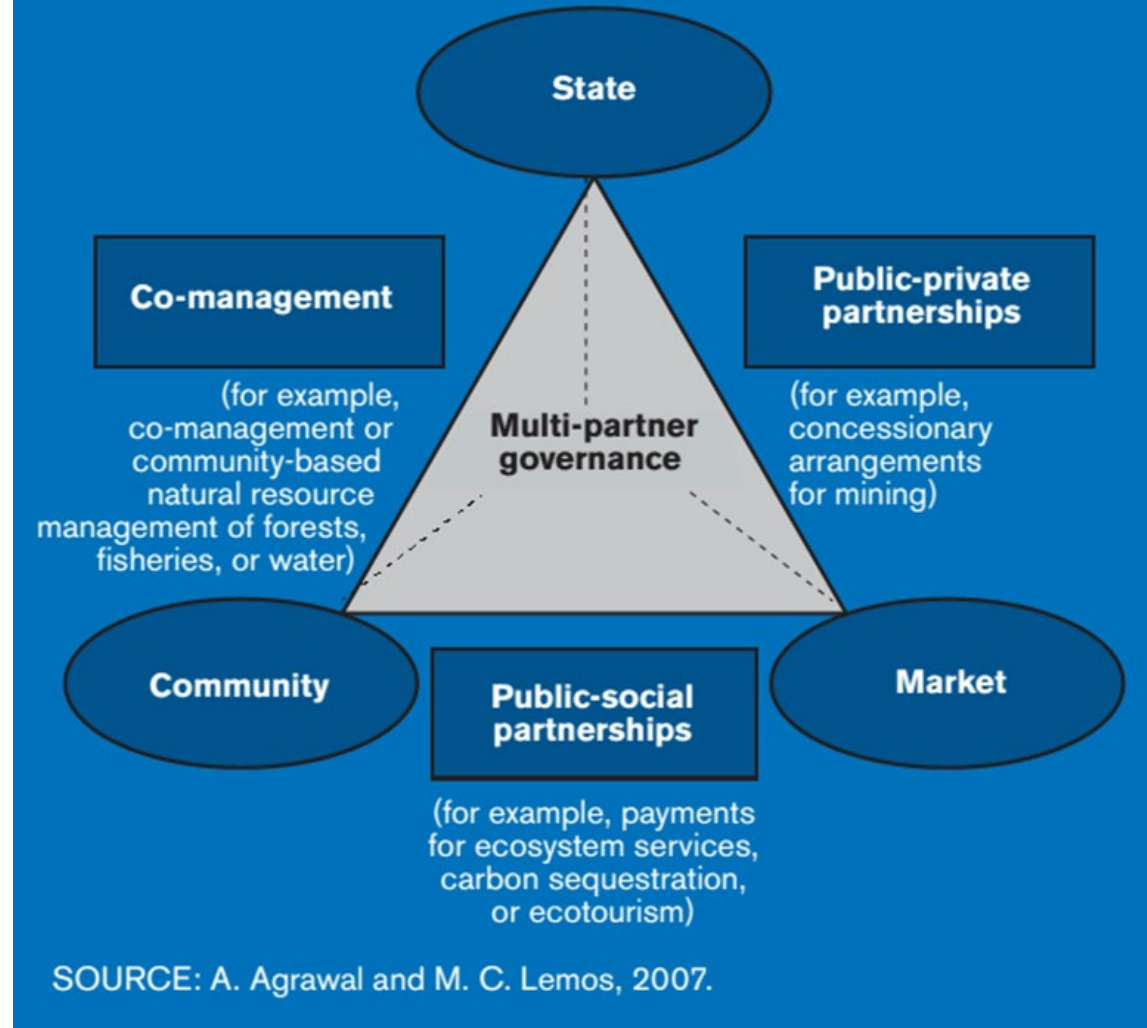 State
Co-management
(for example,
co-management or
community-based
natural resource
management of forests,
fisheries, or water)
Public-private
partnerships
(for example,
concessionary
arrangements
for mining)
Multi-partner
governance
Community
Public-social
partnerships
(for example, payments
for ecosystem services,
carbon sequestration,
or ecotourism)
Market
SOURCE: A. Agrawal and M. C. Lemos, 2007.